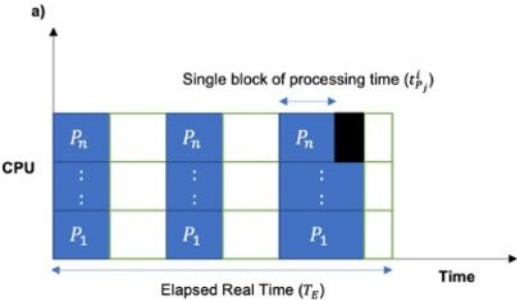 a)
Single block of processing time (t^i_{P_j})
P_n P_n P_n
CPU
: : :
: : :
P_1 P_1 P_1
Time
Elapsed Real Time (T_E)